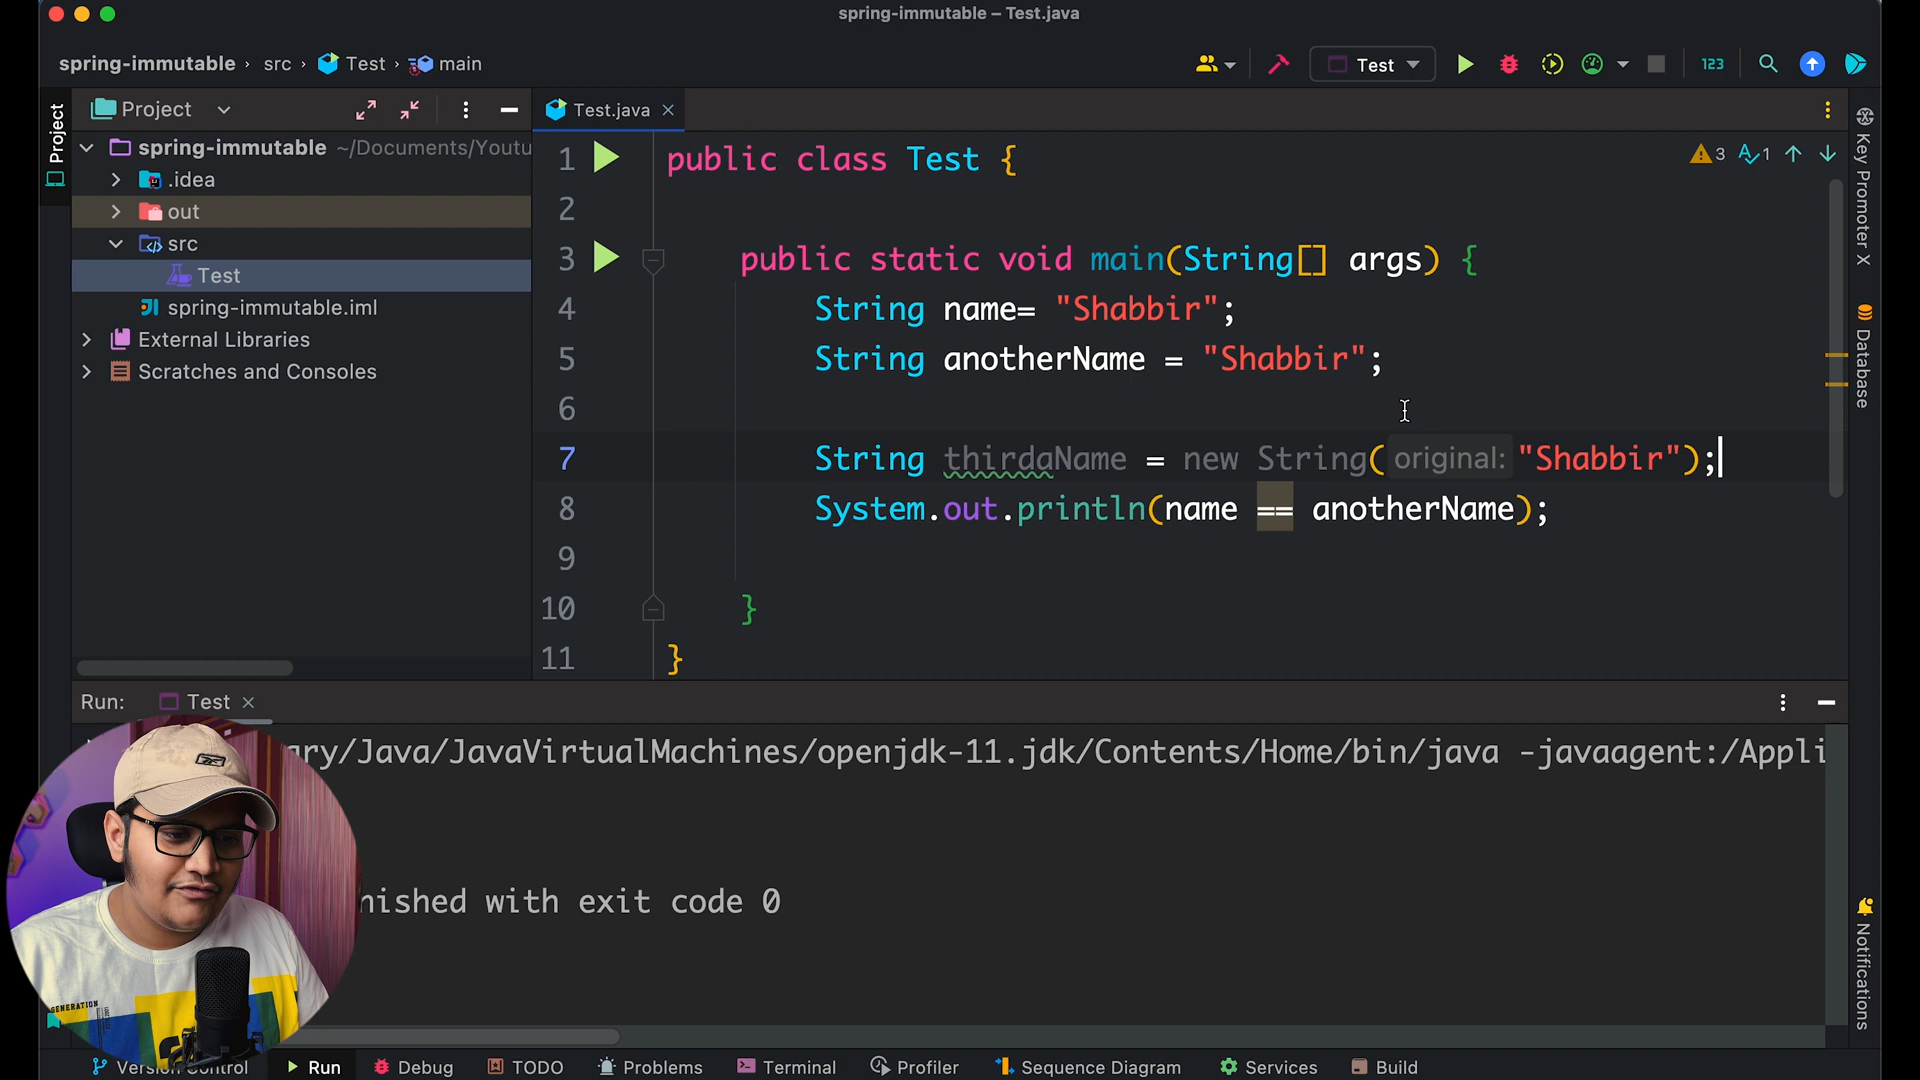 spring-immutable – Test.java
spring-immutable › src › Test › main
Test
123
Project
Project
Test.java
spring-immutable ~/Documents/Youtu
.idea
out
src
Test
spring-immutable.iml
External Libraries
Scratches and Consoles
3 1
1 public class Test {
2
3 public static void main(String[] args) {
4 String name= "Shabbir";
5 String anotherName = "Shabbir";
6
7 String thirdaName = new String( original: "Shabbir");
8 System.out.println(name == anotherName);
9
10 }
11 }
Key Promoter X
Database
Notifications
Run: Test
ary/Java/JavaVirtualMachines/openjdk-11.jdk/Contents/Home/bin/java -javaagent:/Appli
nished with exit code 0
GENERATION
Version Control
Run
Debug
TODO
Problems
Terminal
Profiler
Sequence Diagram
Services
Build